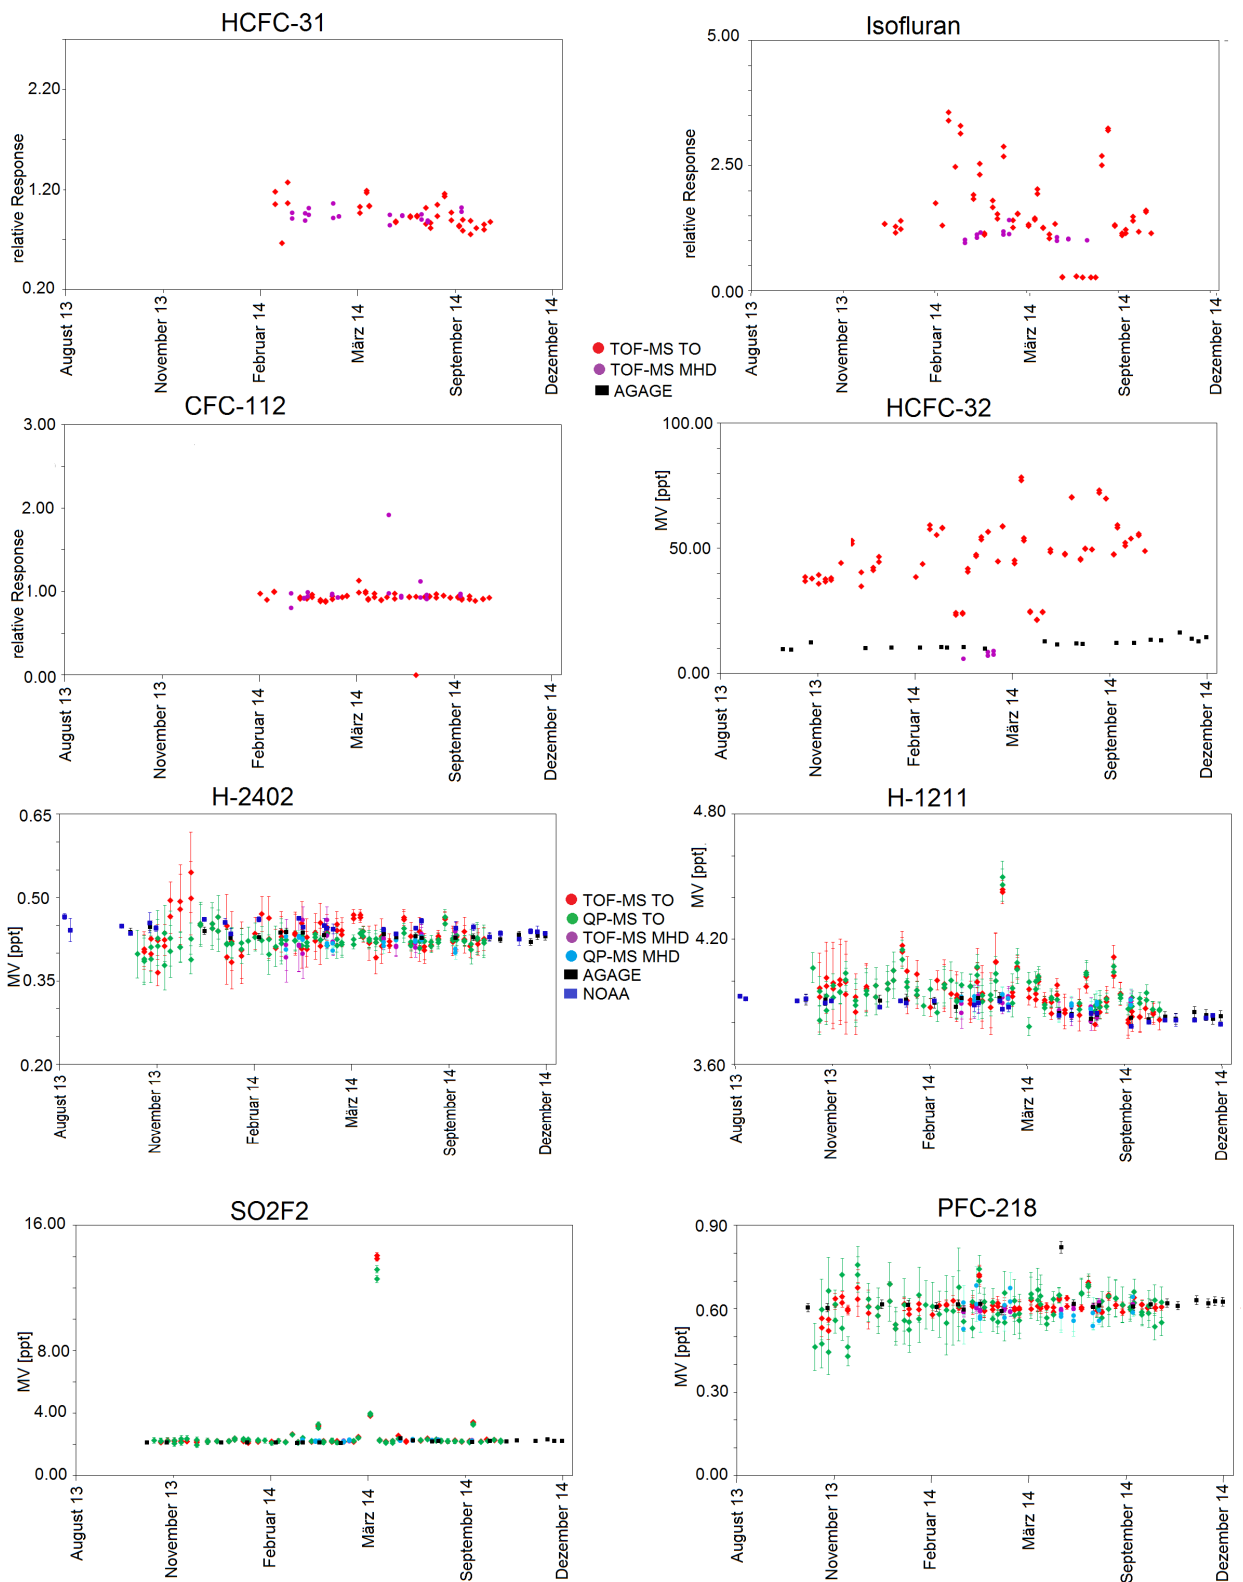 HCFC-31
2.20
1.20
0.20
relative Response
August 13
November 13
Februar 14
März 14
September 14
Dezember 14
Isofluran
5.00
2.50
0.00
relative Response
August 13
November 13
Februar 14
März 14
September 14
Dezember 14
TOF-MS TO
TOF-MS MHD
AGAGE
CFC-112
3.00
2.00
1.00
0.00
relative Response
August 13
November 13
Februar 14
März 14
September 14
Dezember 14
HCFC-32
100.00
50.00
0.00
MV [ppt]
August 13
November 13
Februar 14
März 14
September 14
Dezember 14
H-2402
0.65
0.50
0.35
0.20
MV [ppt]
August 13
November 13
Februar 14
März 14
September 14
Dezember 14
TOF-MS TO
QP-MS TO
TOF-MS MHD
QP-MS MHD
AGAGE
NOAA
H-1211
4.80
4.20
3.60
MV [ppt]
August 13
November 13
Februar 14
März 14
September 14
Dezember 14
SO2F2
16.00
8.00
4.00
0.00
MV [ppt]
August 13
November 13
Februar 14
März 14
September 14
Dezember 14
PFC-218
0.90
0.60
0.30
0.00
MV [ppt]
August 13
November 13
Februar 14
März 14
September 14
Dezember 14